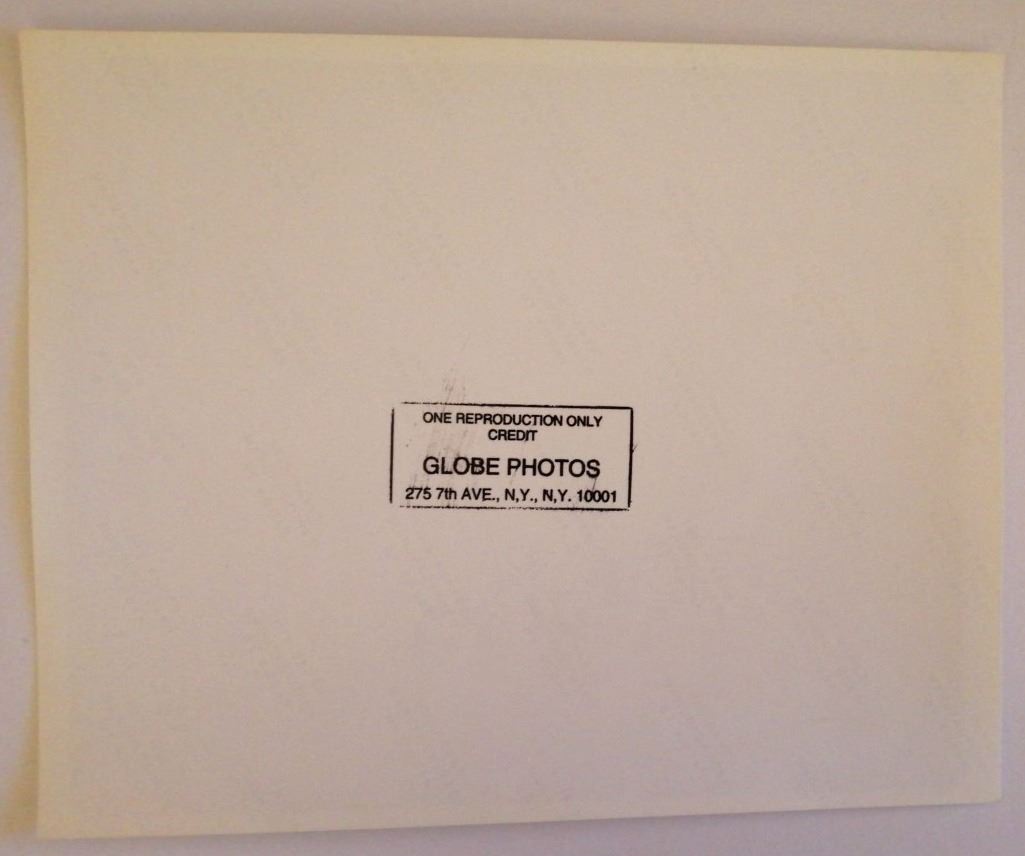 ONE REPRODUCTION ONLY
CREDIT
GLOBE PHOTOS
275 7th AVE., N,Y., N,Y. 10001